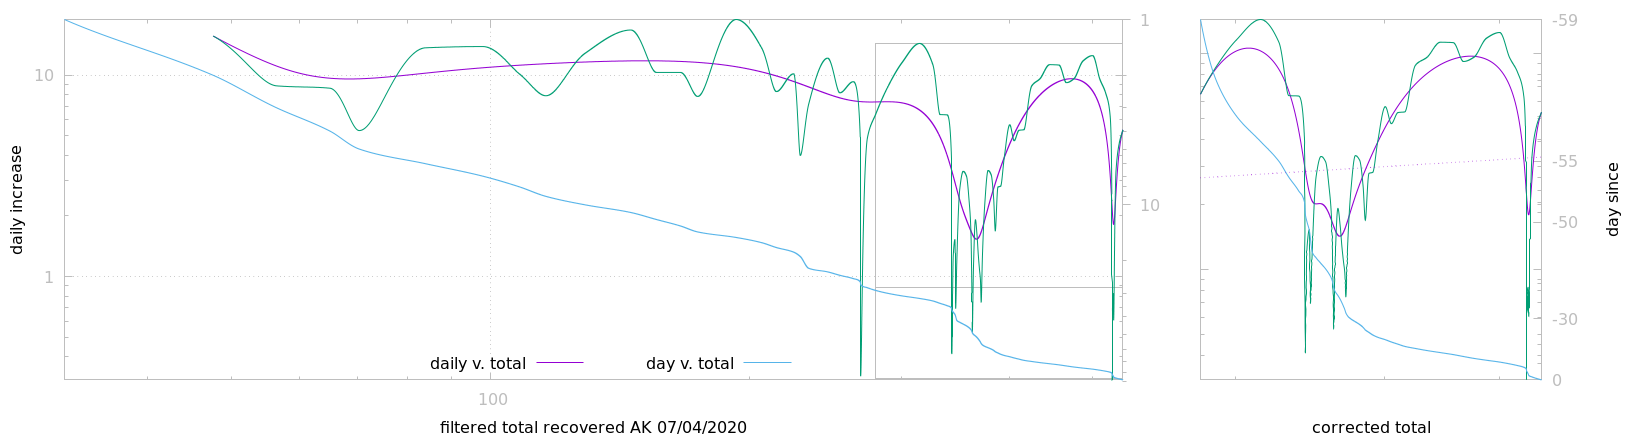 daily increase
10
1
100
daily v. total
day v. total
1
10
filtered total recovered AK 07/04/2020
-59
-55
-50
-30
0
day since
corrected total